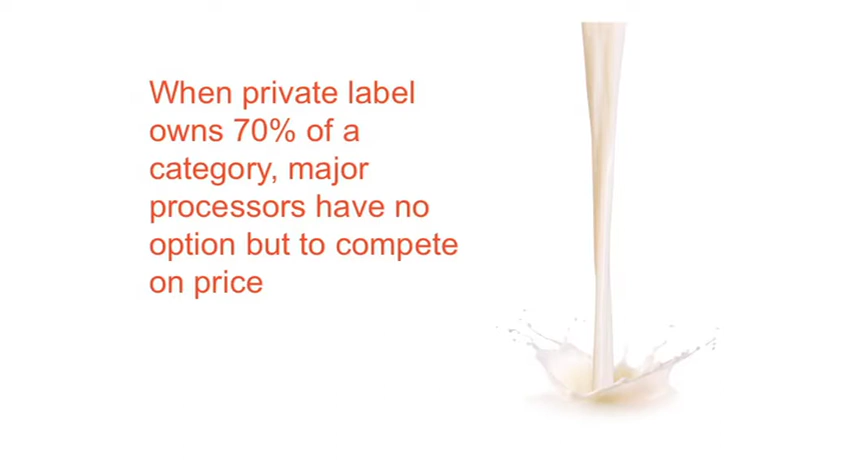 When private label
owns 70% of a
category, major
processors have no
option but to compete
on price